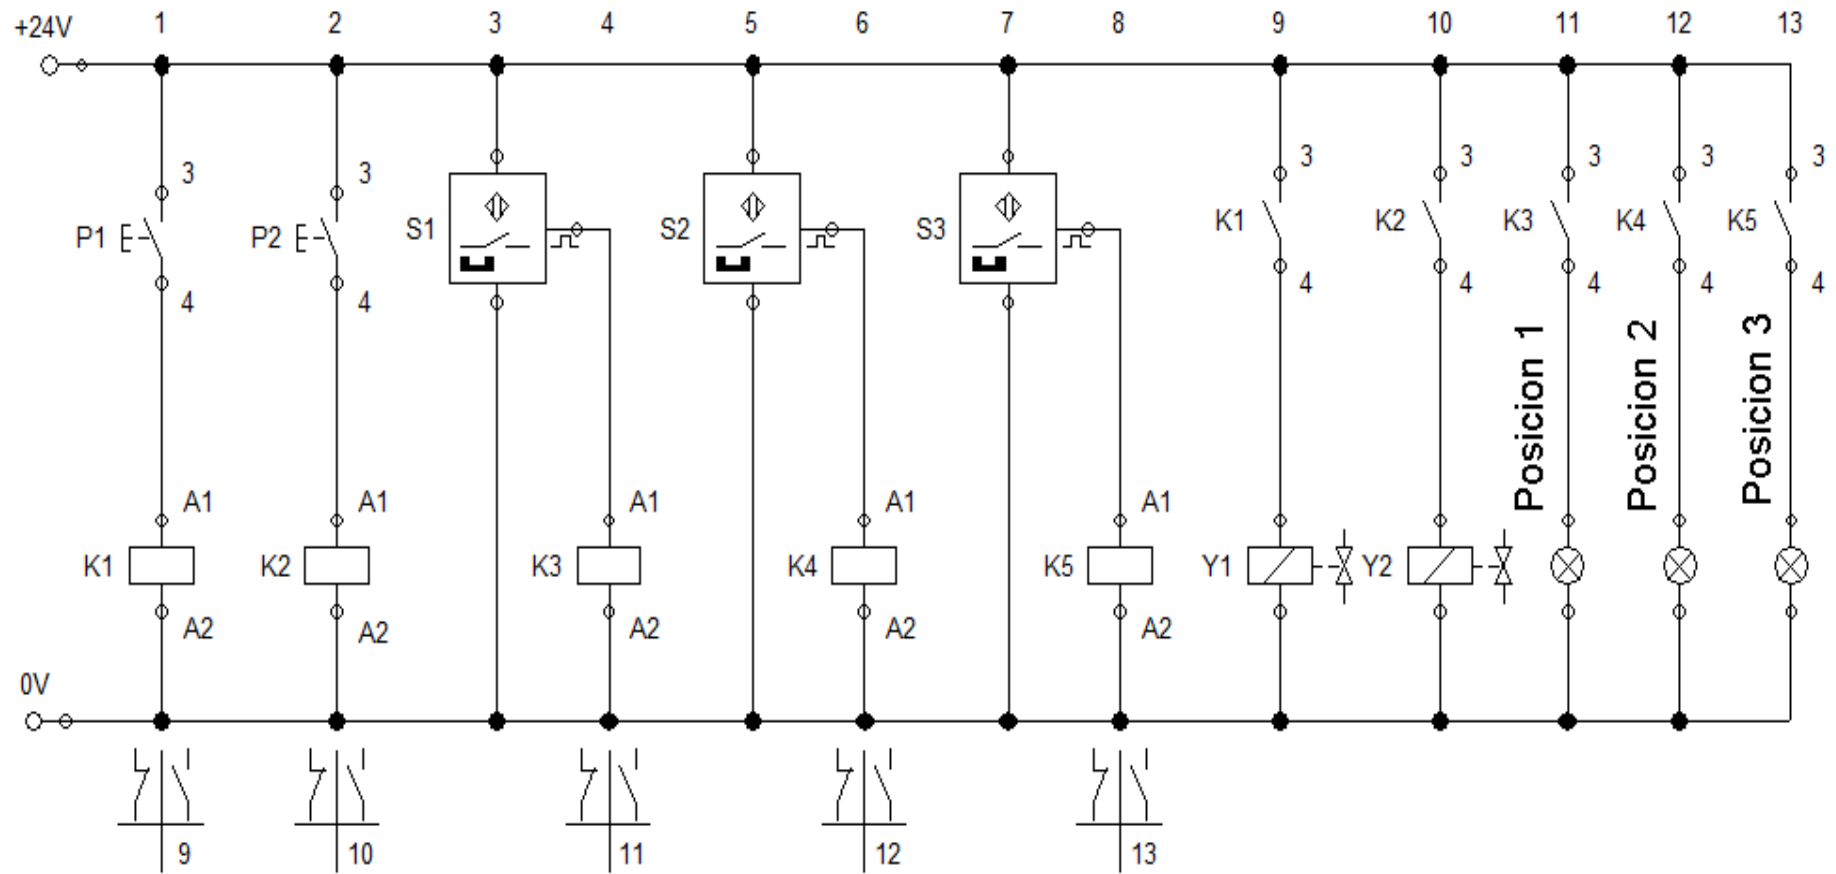 +24V 1 2 3 4 5 6 7 8 9 10 11 12 13
3 3 3 3 3 3 3
P1 P2 S1 S2 S3 K1 K2 K3 K4 K5
4 4 4 4 4 4 4
Posicion 1 Posicion 2 Posicion 3
A1 A1 A1 A1 A1
K1 K2 K3 K4 K5 Y1 Y2
A2 A2 A2 A2 A2
0V
9 10 11 12 13